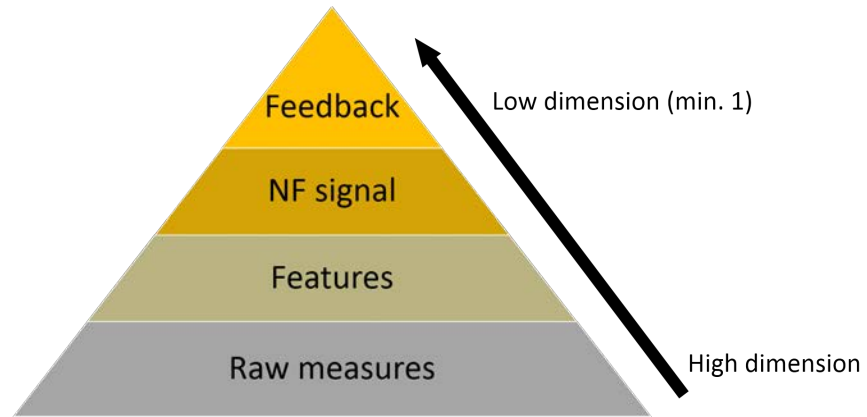 Feedback
Low dimension (min. 1)
NF signal
Features
Raw measures
High dimension